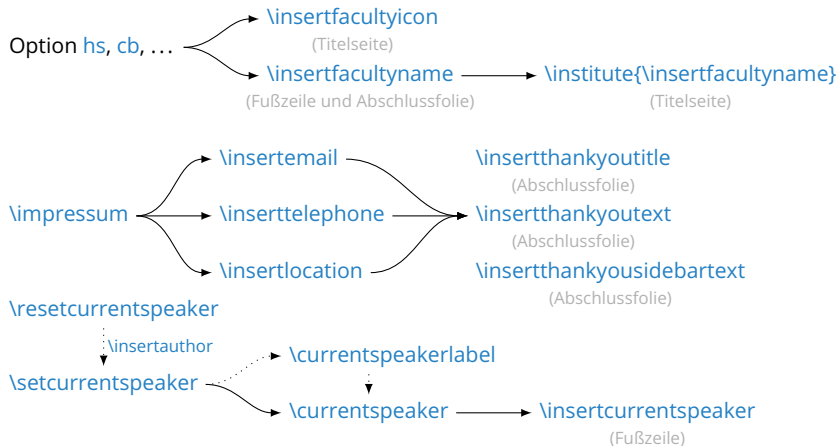 \insertfacultyicon
(Titelseite)
Option hs, cb, ...
\insertfacultyname
(Fußzeile und Abschlussfolie)
\institute{\insertfacultyname}
(Titelseite)
\insertemail
\insertthankyoutitle
(Abschlussfolie)
\impressum
\inserttelephone
\insertthankyoutext
(Abschlussfolie)
\insertlocation
\insertthankyousidebartext
(Abschlussfolie)
\resetcurrentspeaker
\insertauthor
\currentspeakerlabel
\setcurrentspeaker
\currentspeaker
\insertcurrentspeaker
(Fußzeile)